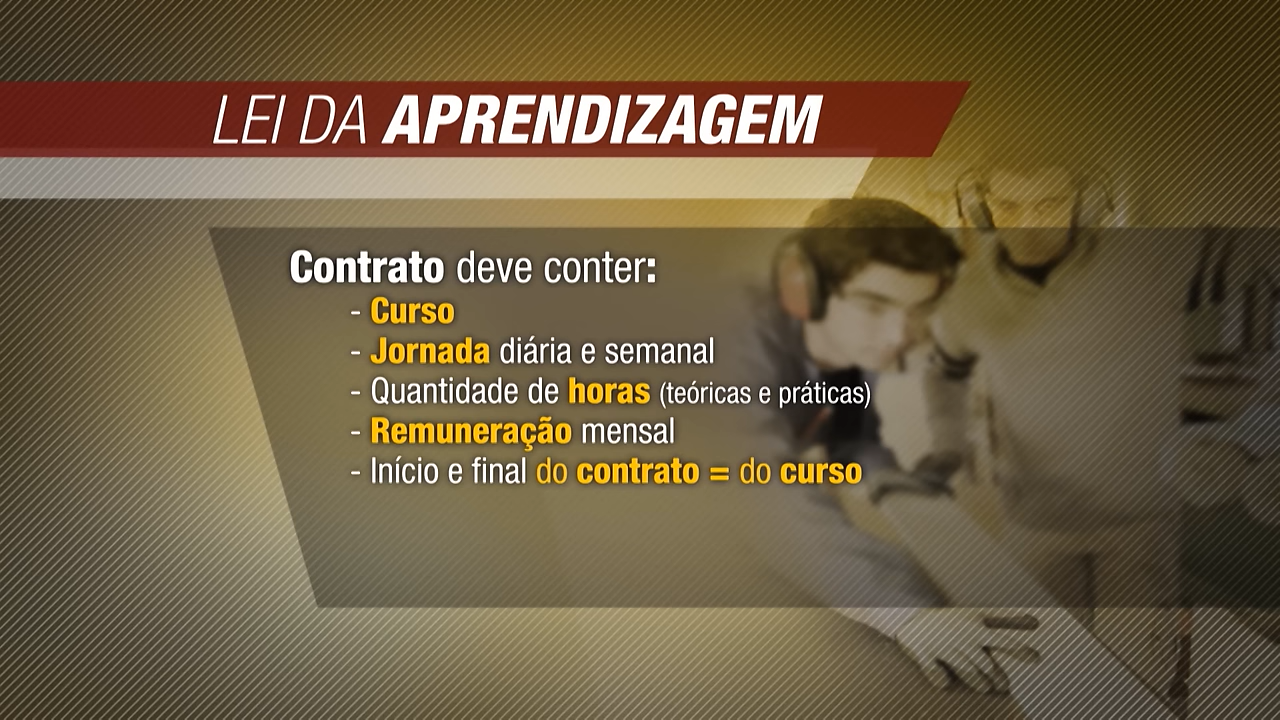 LEI DA APRENDIZAGEM
Contrato deve conter:
- Curso
- Jornada diária e semanal
- Quantidade de horas (teóricas e práticas)
- Remuneração mensal
- Início e final do contrato = do curso